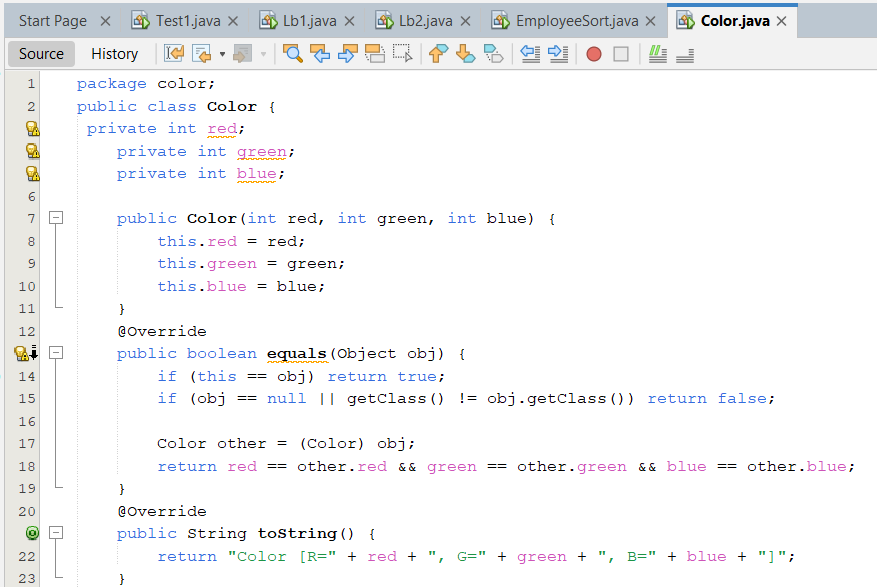 Start Page Test1.java Lb1.java Lb2.java EmployeeSort.java Color.java
Source History
1 package color;
2 public class Color {
private int red;
private int green;
private int blue;
6
7 public Color(int red, int green, int blue) {
8 this.red = red;
9 this.green = green;
10 this.blue = blue;
11 }
12 @Override
public boolean equals(Object obj) {
14 if (this == obj) return true;
15 if (obj == null || getClass() != obj.getClass()) return false;
16
17 Color other = (Color) obj;
18 return red == other.red && green == other.green && blue == other.blue;
19 }
20 @Override
public String toString() {
22 return "Color [R=" + red + ", G=" + green + ", B=" + blue + "]";
23 }